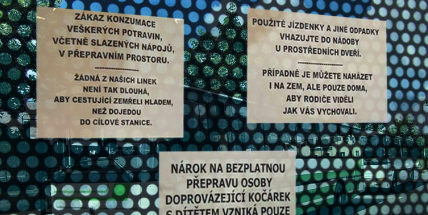 ZÁKAZ KONZUMACE
VEŠKERÝCH POTRAVIN,
VČETNĚ SLAZENÝCH NÁPOJŮ,
V PŘEPRAVNÍM PROSTORU.
--------------------
ŽÁDNÁ Z NAŠICH LINEK
NENÍ TAK DLOUHÁ,
ABY CESTUJÍCÍ ZEMŘELI HLADEM,
NEŽ DOJEDOU
DO CÍLOVÉ STANICE.
POUŽITÉ JÍZDENKY A JINÉ ODPADKY
VHAZUJTE DO NÁDOBY
U PROSTŘEDNÍCH DVEŘÍ.
--------------------
PŘÍPADNĚ JE MŮŽETE NAHÁZET
I NA ZEM, ALE POUZE DOMA,
ABY RODIČE VIDĚLI
JAK VÁS VYCHOVALI.
NÁROK NA BEZPLATNOU
PŘEPRAVU OSOBY
DOPROVÁZEJÍCÍ KOČÁREK
S DÍTĚTEM VZNIKÁ POUZE